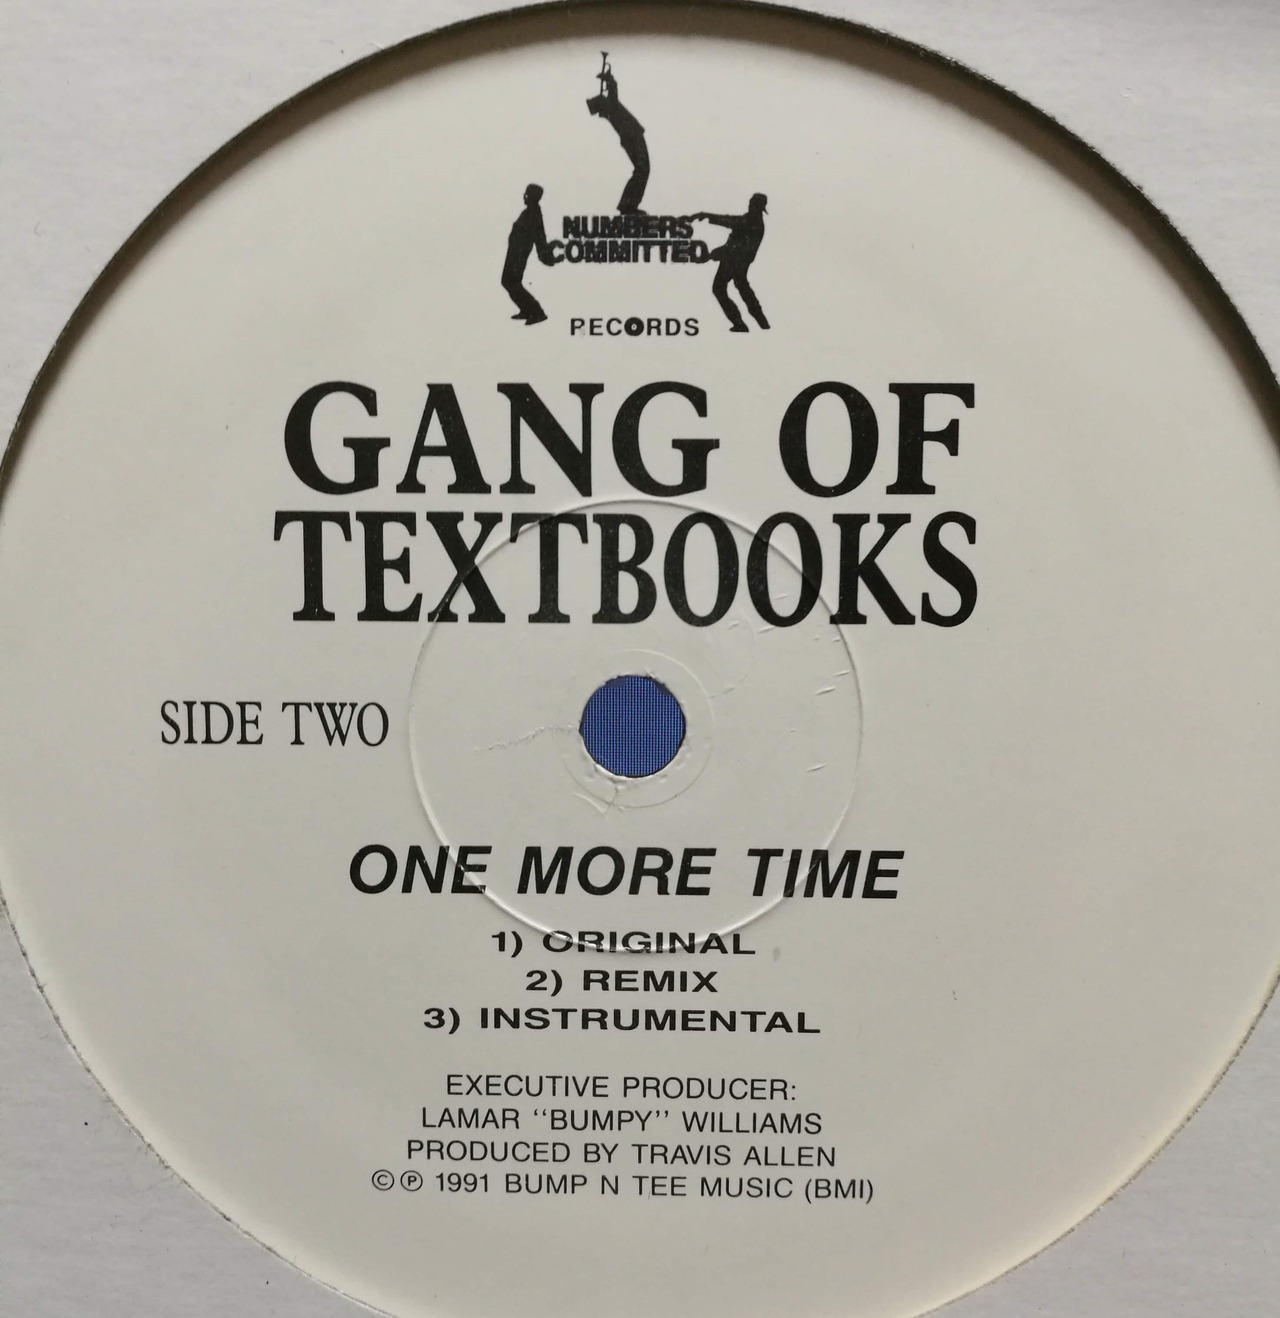 NUMBERS
COMMITTED
RECORDS
GANG OF
TEXTBOOKS
SIDE TWO
ONE MORE TIME
1) ORIGINAL
2) REMIX
3) INSTRUMENTAL
EXECUTIVE PRODUCER:
LAMAR “BUMPY” WILLIAMS
PRODUCED BY TRAVIS ALLEN
©℗ 1991 BUMP N TEE MUSIC (BMI)